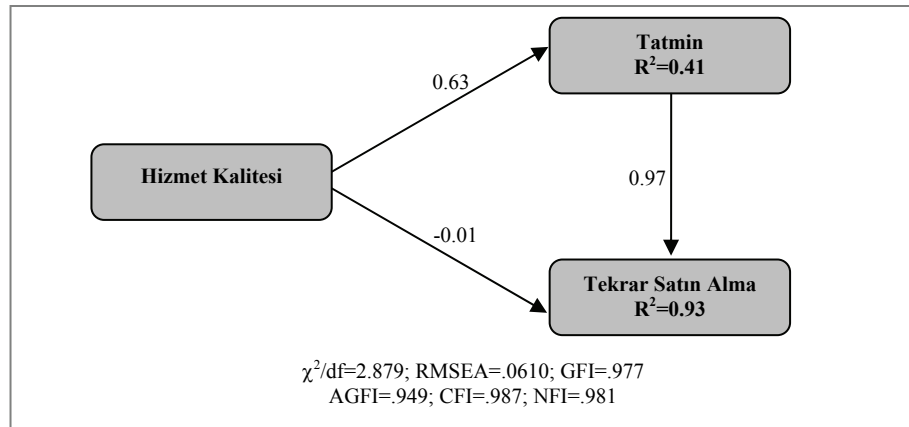 Tatmin
R²=0.41
0.63
Hizmet Kalitesi
0.97
-0.01
Tekrar Satın Alma
R²=0.93
χ²/df=2.879; RMSEA=.0610; GFI=.977
AGFI=.949; CFI=.987; NFI=.981